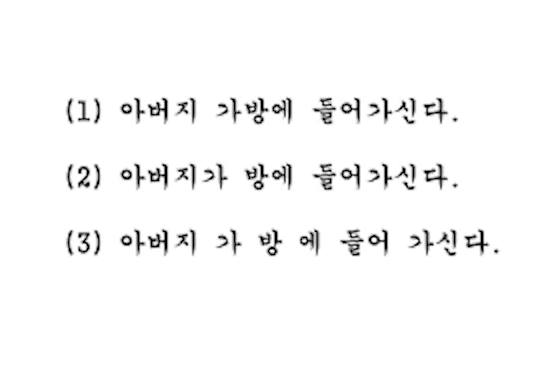 (1) 아버지 가방에 들어가신다.
(2) 아버지가 방에 들어가신다.
(3) 아버지 가 방 에 들어 가신다.